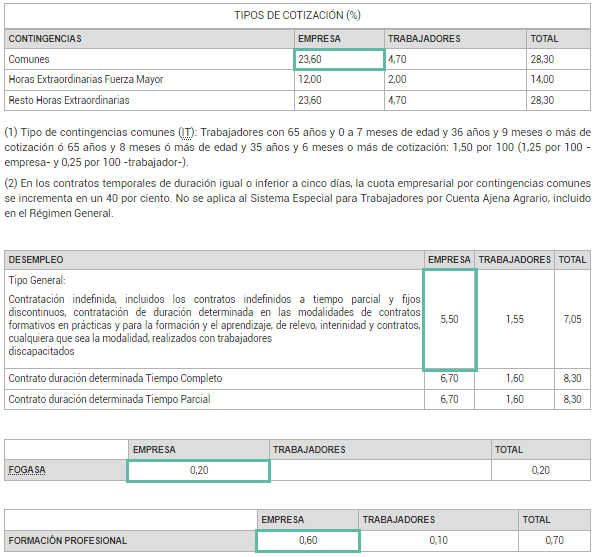 TIPOS DE COTIZACIÓN (%)
CONTINGENCIAS EMPRESA TRABAJADORES TOTAL
Comunes 23,60 4,70 28,30
Horas Extraordinarias Fuerza Mayor 12,00 2,00 14,00
Resto Horas Extraordinarias 23,60 4,70 28,30
(1) Tipo de contingencias comunes (IT): Trabajadores con 65 años y 0 a 7 meses de edad y 36 años y 9 meses o más de
cotización ó 65 años y 8 meses ó más de edad y 35 años y 6 meses o más de cotización: 1,50 por 100 (1,25 por 100 -
empresa- y 0,25 por 100 -trabajador-).
(2) En los contratos temporales de duración igual o inferior a cinco días, la cuota empresarial por contingencias comunes
se incrementa en un 40 por ciento. No se aplica al Sistema Especial para Trabajadores por Cuenta Ajena Agrario, incluido
en el Régimen General.
DESEMPLEO EMPRESA TRABAJADORES TOTAL
Tipo General:
Contratación indefinida, incluidos los contratos indefinidos a tiempo parcial y fijos
discontinuos, contratación de duración determinada en las modalidades de contratos
formativos en prácticas y para la formación y el aprendizaje, de relevo, interinidad y contratos,
cualquiera que sea la modalidad, realizados con trabajadores
discapacitados
5,50 1,55 7,05
Contrato duración determinada Tiempo Completo 6,70 1,60 8,30
Contrato duración determinada Tiempo Parcial 6,70 1,60 8,30
EMPRESA TRABAJADORES TOTAL
FOGASA 0,20 0,20
EMPRESA TRABAJADORES TOTAL
FORMACIÓN PROFESIONAL 0,60 0,10 0,70